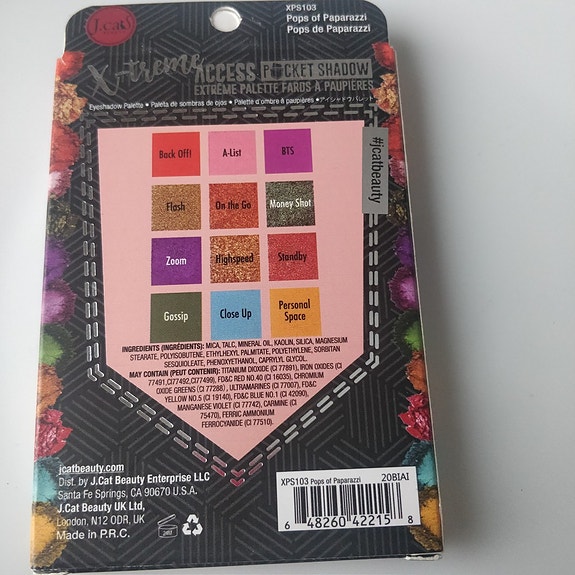 XPS103
Pops of Paparazzi
Pops de Paparazzi
J.Cat
X-treme ACCESS POCKET SHADOW
EXTRÊME PALETTE FARDS À PAUPIÈRES
Eyeshadow Palette • Paleta de sombras de ojos • Palette d'ombre à paupières • アイシャドウパレット
#jcatbeauty
Back Off! A-List BTS
Flash On the Go Money Shot
Zoom Highspeed Standby
Gossip Close Up Personal Space
INGREDIENTS (INGRÉDIENTS): MICA, TALC, MINERAL OIL, KAOLIN, SILICA, MAGNESIUM
STEARATE, POLYISOBUTENE, ETHYLHEXYL PALMITATE, POLYETHYLENE, SORBITAN
SESQUIOLEATE, PHENOXYETHANOL, CAPRYLYL GLYCOL.
MAY CONTAIN (PEUT CONTENIR): TITANIUM DIOXIDE (CI 77891), IRON OXIDES (CI
77491,CI77492,CI77499), FD&C RED NO.40 (CI 16035), CHROMIUM
OXIDE GREENS (CI 77288), ULTRAMARINES (CI 77007), FD&C
YELLOW NO.5 (CI 19140), FD&C BLUE NO.1 (CI 42090),
MANGANESE VIOLET (CI 77742), CARMINE (CI
75470), FERRIC AMMONIUM
FERROCYANIDE (CI 77510).
jcatbeauty.com
Dist. by J.Cat Beauty Enterprise LLC
Santa Fe Springs, CA 90670 U.S.A.
J.Cat Beauty UK Ltd,
London, N12 0DR, UK
Made in P.R.C.
24M
XPS103 Pops of Paparazzi 20BIAI
6 48260 42215 8